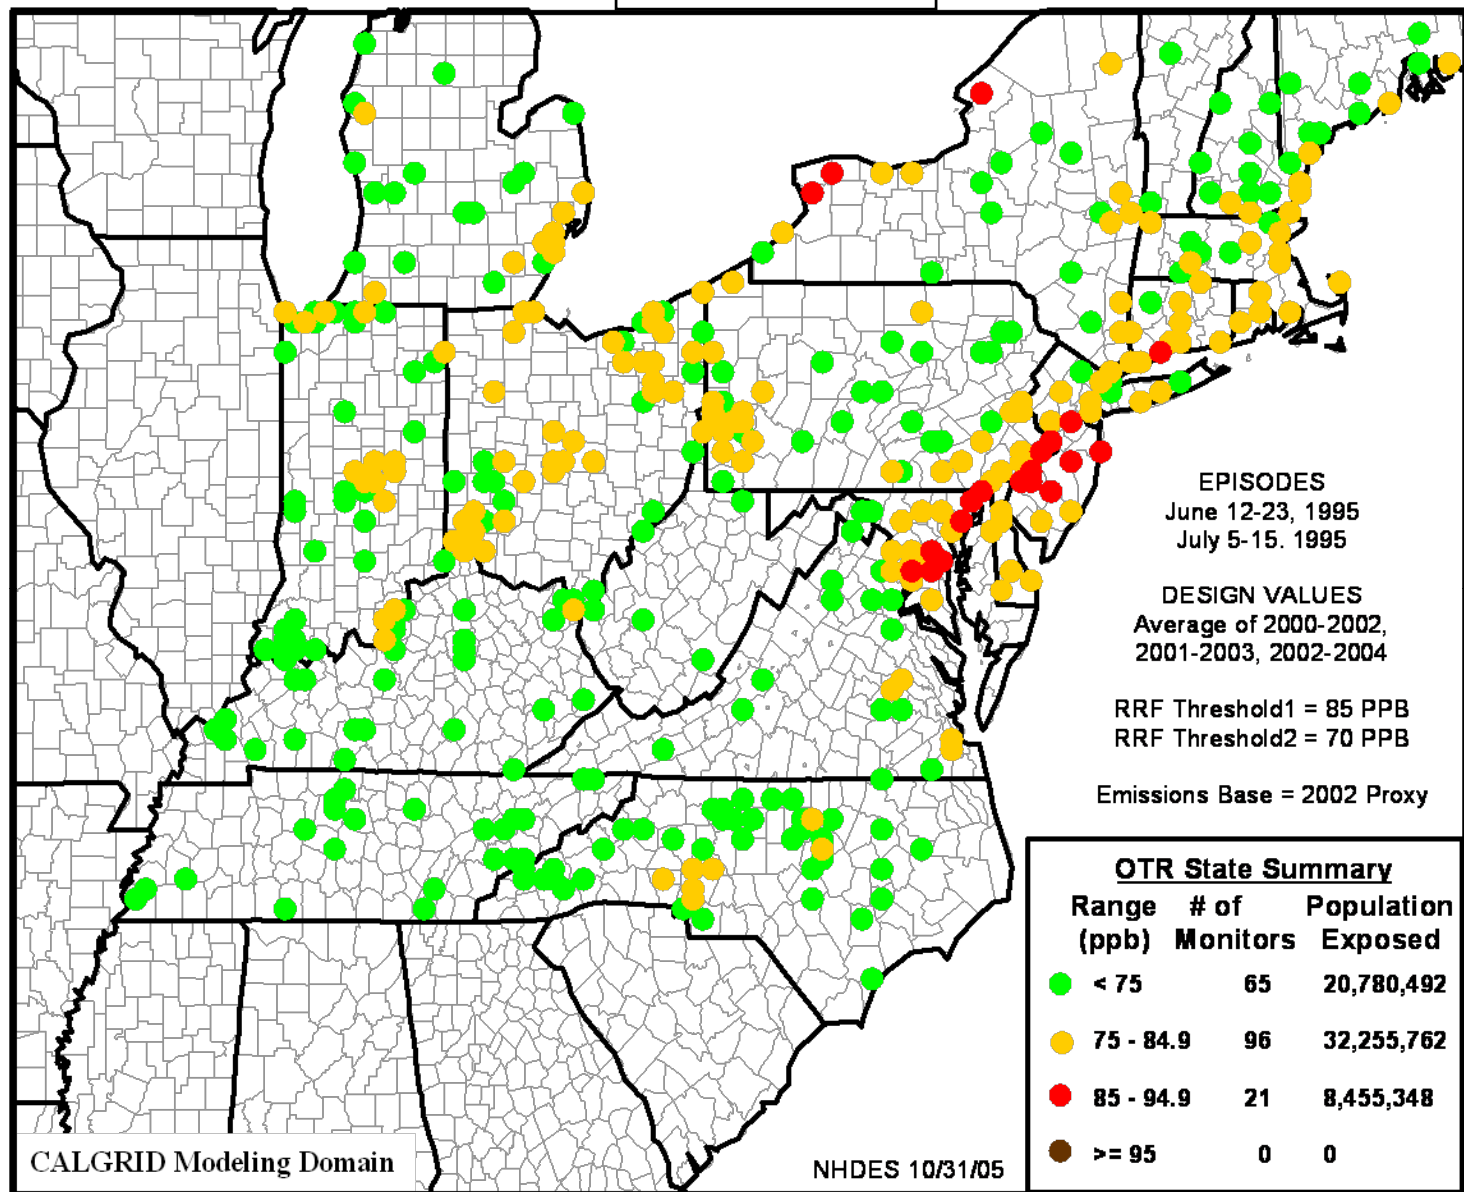 EPISODES
June 12-23, 1995
July 5-15. 1995
DESIGN VALUES
Average of 2000-2002,
2001-2003, 2002-2004
RRF Threshold1 = 85 PPB
RRF Threshold2 = 70 PPB
Emissions Base = 2002 Proxy
OTR State Summary
Range # of Population
(ppb) Monitors Exposed
< 75 65 20,780,492
75 - 84.9 96 32,255,762
85 - 94.9 21 8,455,348
>= 95 0 0
CALGRID Modeling Domain
NHDES 10/31/05